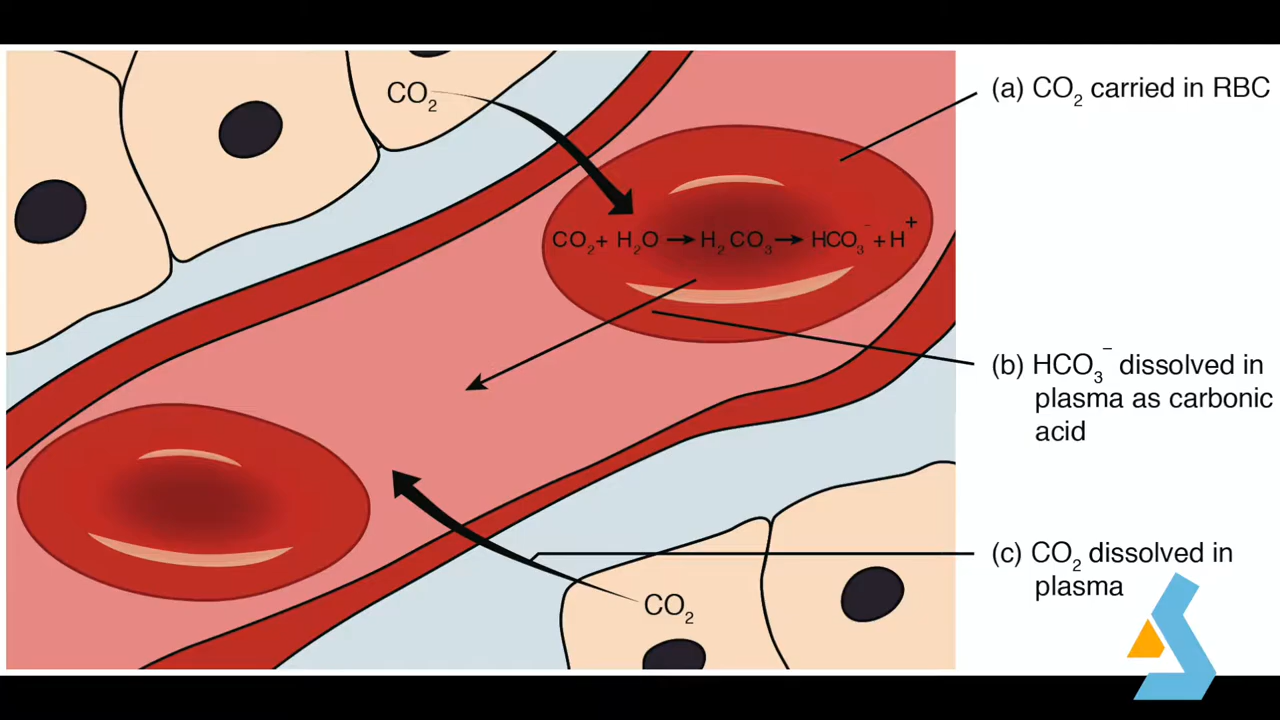 CO₂
(a) CO₂ carried in RBC
CO₂+ H₂O → H₂ CO₃ → HCO₃⁻ + H⁺
(b) HCO₃⁻ dissolved in
plasma as carbonic
acid
(c) CO₂ dissolved in
plasma
CO₂